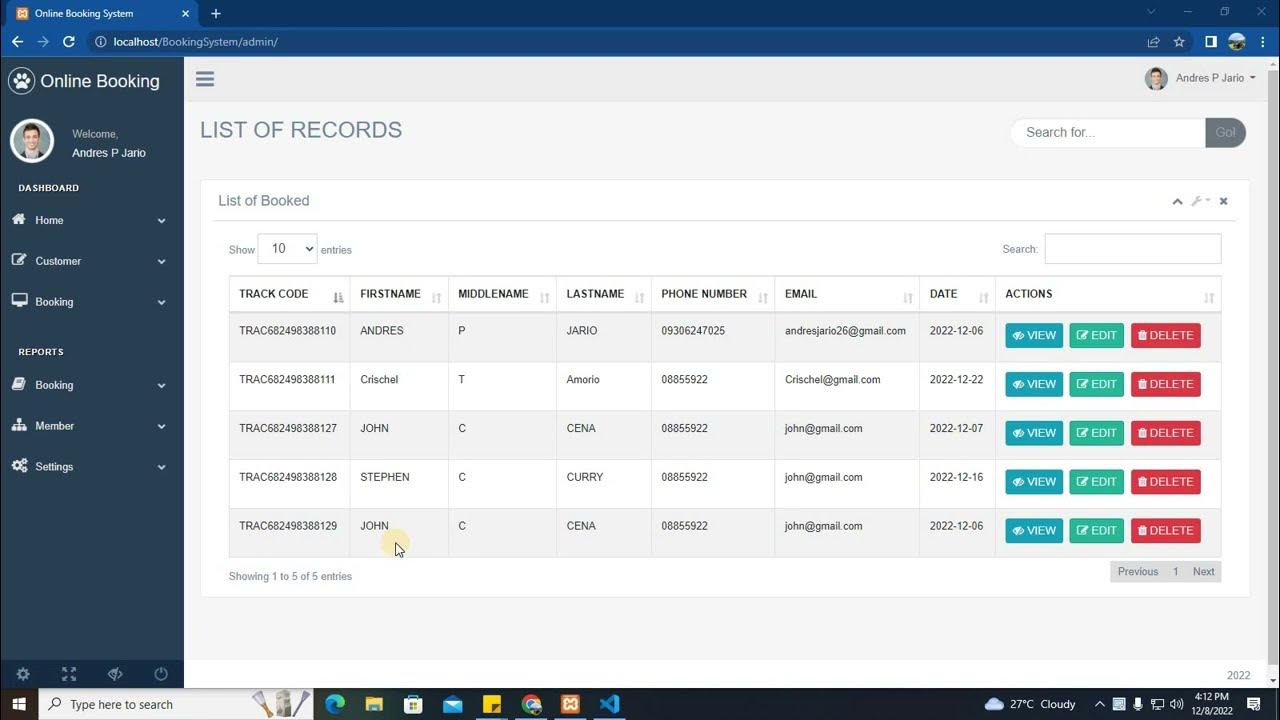 Online Booking System
localhost/BookingSystem/admin/
Online Booking
Andres P Jario
Welcome,
Andres P Jario
LIST OF RECORDS
Search for...
Go!
DASHBOARD
Home
Customer
Booking
REPORTS
Booking
Member
Settings
List of Booked
Show 10 entries
Search:
TRACK CODE FIRSTNAME MIDDLENAME LASTNAME PHONE NUMBER EMAIL DATE ACTIONS
TRAC682498388110 ANDRES P JARIO 09306247025 andresjario26@gmail.com 2022-12-06 VIEW EDIT DELETE
TRAC682498388111 Crischel T Amorio 08855922 Crischel@gmail.com 2022-12-22 VIEW EDIT DELETE
TRAC682498388127 JOHN C CENA 08855922 john@gmail.com 2022-12-07 VIEW EDIT DELETE
TRAC682498388128 STEPHEN C CURRY 08855922 john@gmail.com 2022-12-16 VIEW EDIT DELETE
TRAC682498388129 JOHN C CENA 08855922 john@gmail.com 2022-12-06 VIEW EDIT DELETE
Showing 1 to 5 of 5 entries
Previous 1 Next
2022
Type here to search
27°C Cloudy
4:12 PM
12/8/2022